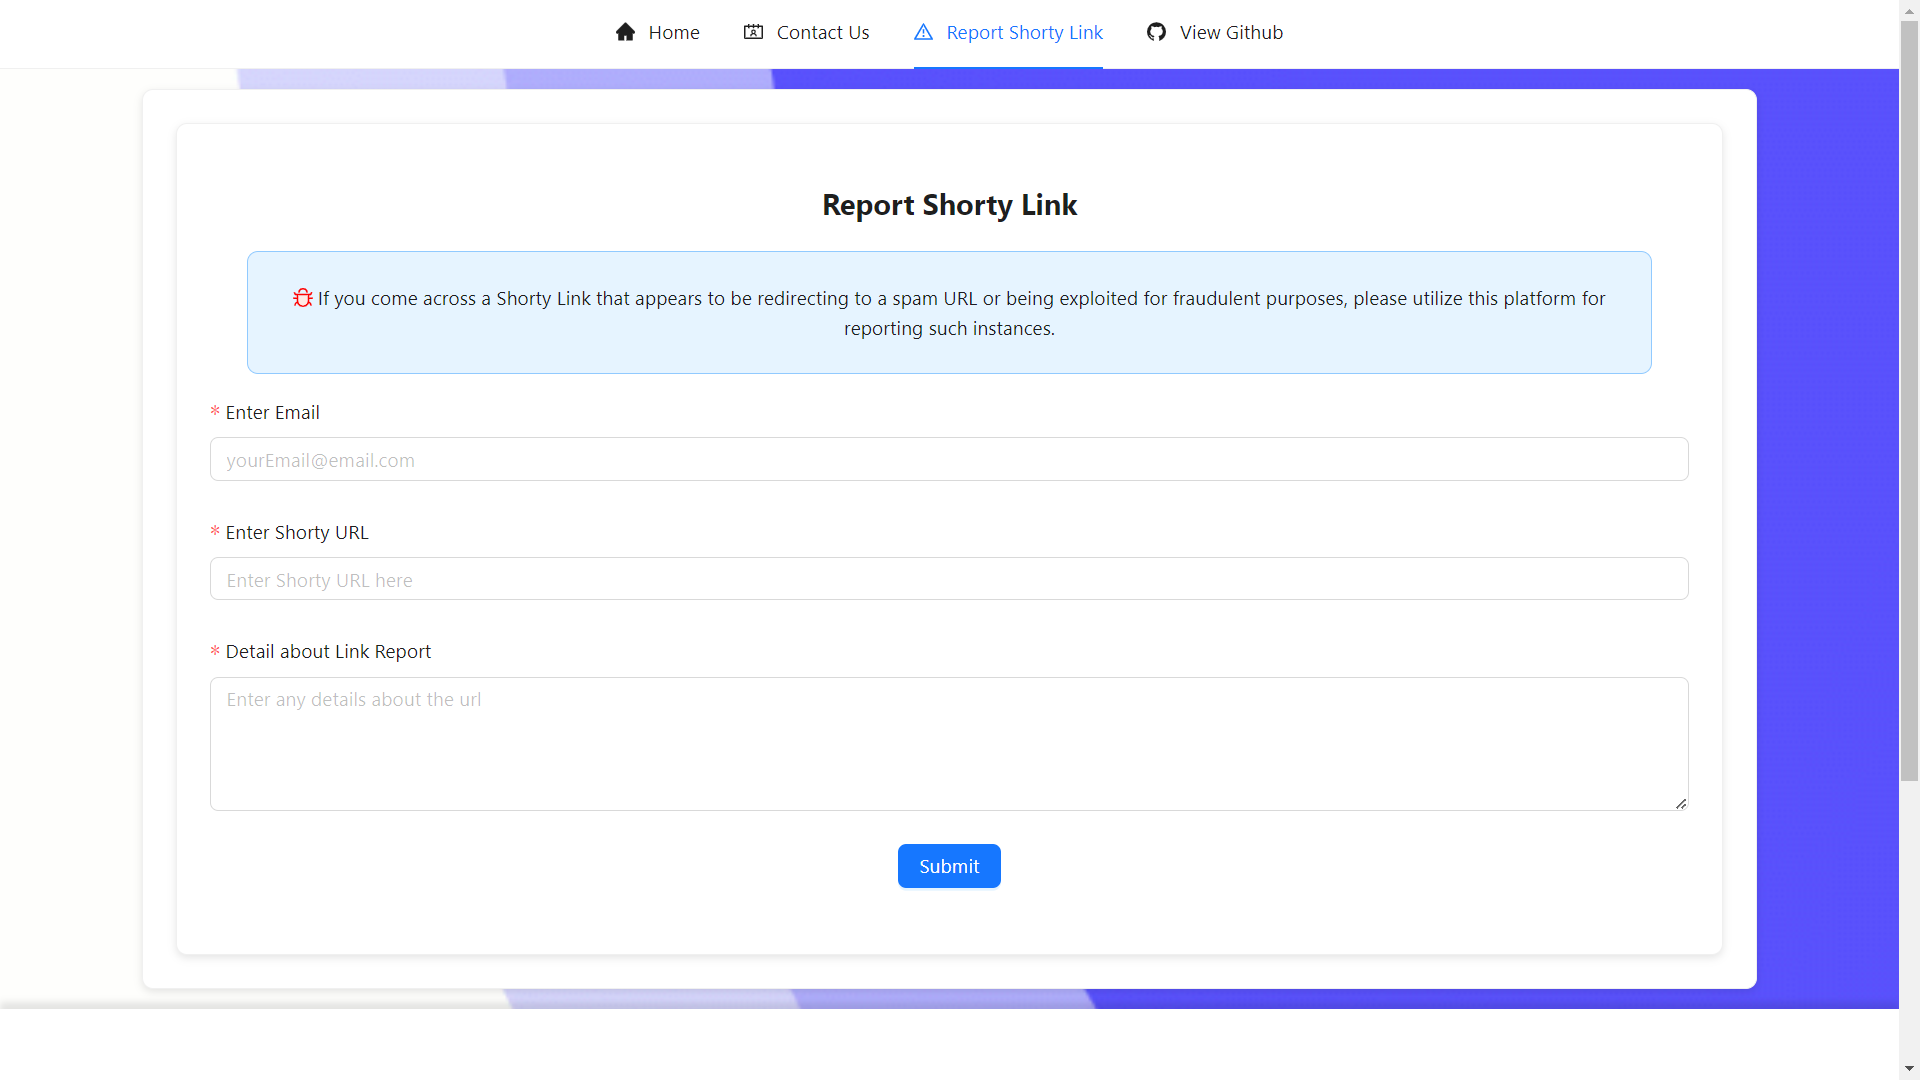 Home Contact Us Report Shorty Link View Github
Report Shorty Link
If you come across a Shorty Link that appears to be redirecting to a spam URL or being exploited for fraudulent purposes, please utilize this platform for
reporting such instances.
* Enter Email
yourEmail@email.com
* Enter Shorty URL
Enter Shorty URL here
* Detail about Link Report
Enter any details about the url
Submit